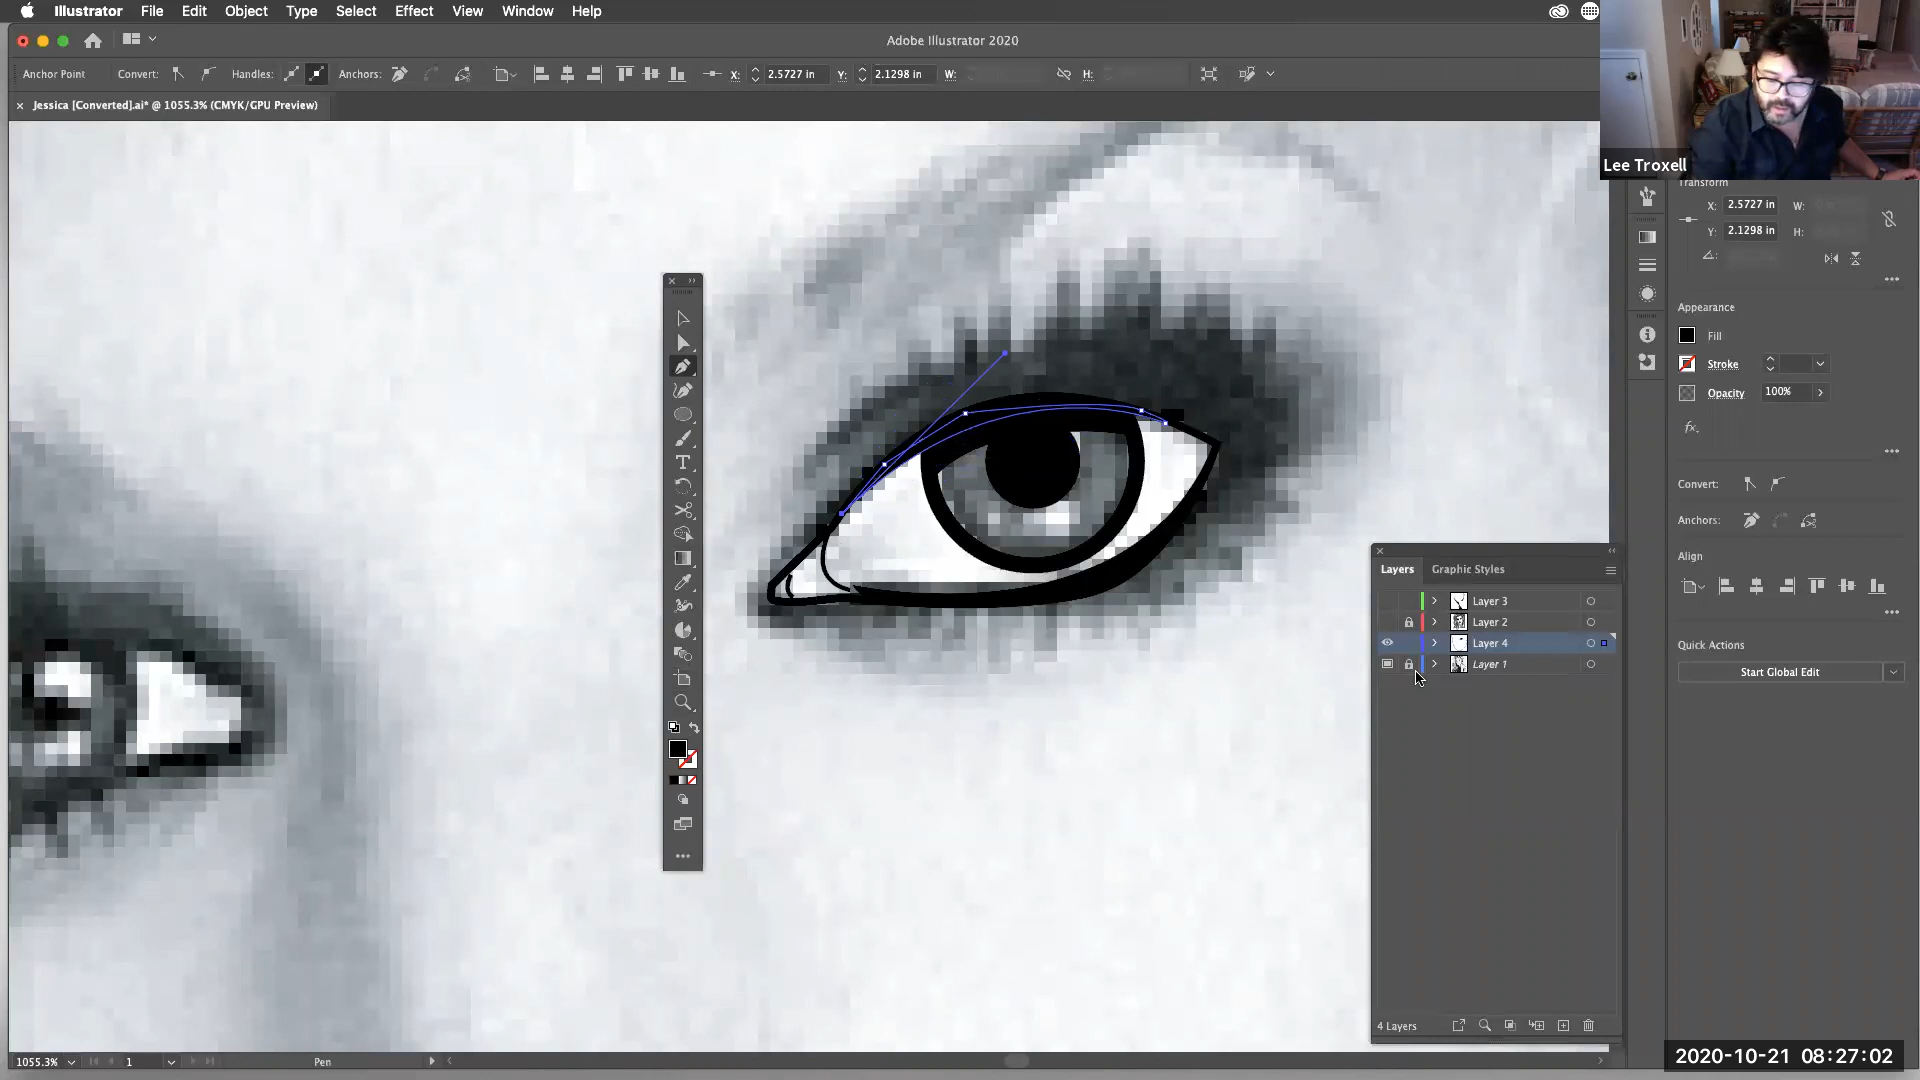 Illustrator File Edit Object Type Select Effect View Window Help
Adobe Illustrator 2020
Anchor Point Convert: Handles: Anchors: X: 2.5727 in Y: 2.1298 in W: H:
× Jessica [Converted].ai* @ 1055.3% (CMYK/GPU Preview)
Lee Troxell
Transform
X: 2.5727 in W:
Y: 2.1298 in H:
Appearance
Fill
Stroke
Opacity 100%
fx
Convert:
Anchors:
Align
Quick Actions
Start Global Edit
Layers Graphic Styles
Layer 3
Layer 2
Layer 4
Layer 1
4 Layers
1055.3% 1 Pen
2020-10-21 08:27:02